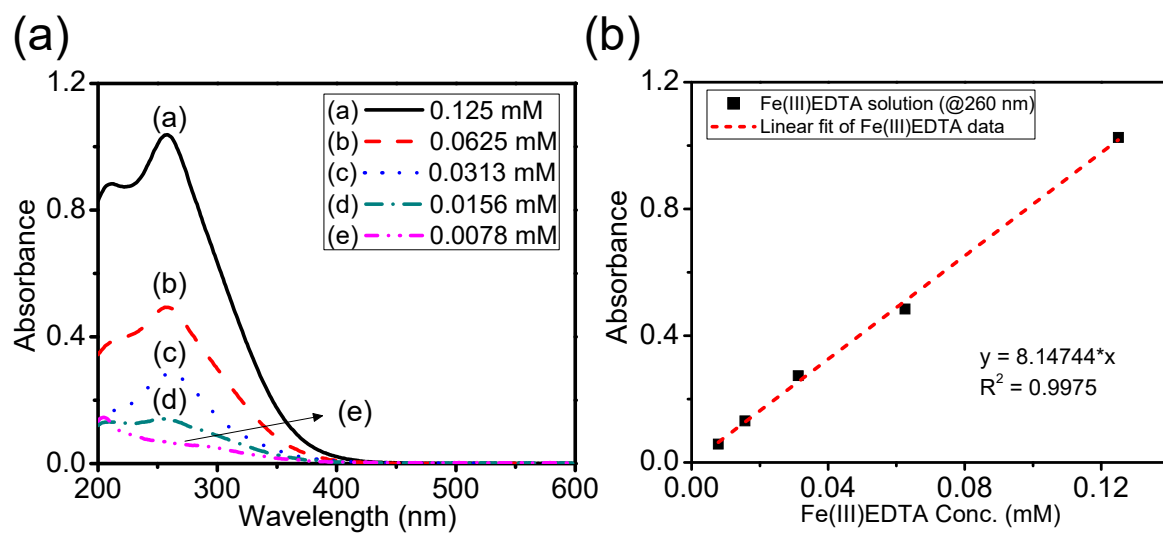 (a)
1.2
0.8
0.4
0.0
Absorbance
200
300
400
500
600
Wavelength (nm)
(a)
(b)
(c)
(d)
(e)
(a) 0.125 mM
(b) 0.0625 mM
(c) 0.0313 mM
(d) 0.0156 mM
(e) 0.0078 mM
(b)
1.2
0.8
0.4
0.0
Absorbance
0.00
0.04
0.08
0.12
Fe(III)EDTA Conc. (mM)
Fe(III)EDTA solution (@260 nm)
Linear fit of Fe(III)EDTA data
y = 8.14744*x
R² = 0.9975